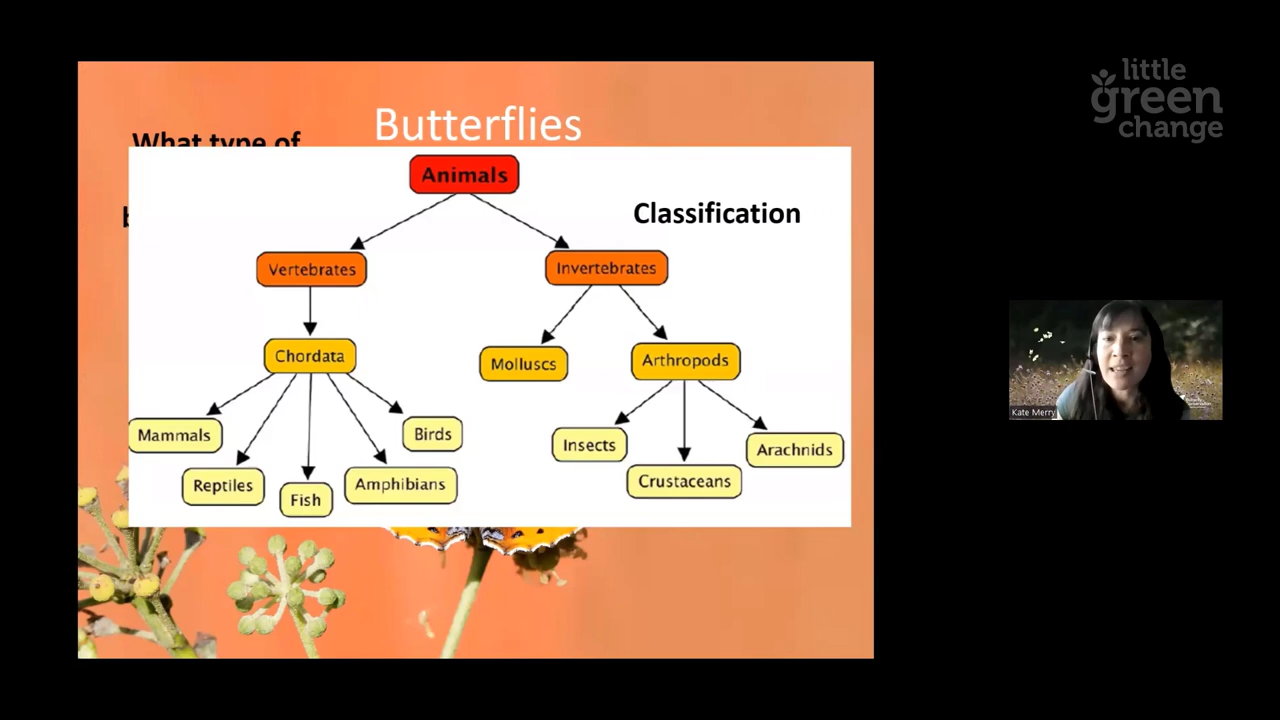 Butterflies
What type of
b
Animals
Classification
Vertebrates
Invertebrates
Chordata
Molluscs
Arthropods
Mammals
Birds
Insects
Arachnids
Reptiles
Fish
Amphibians
Crustaceans
little
green
change
Kate Merry